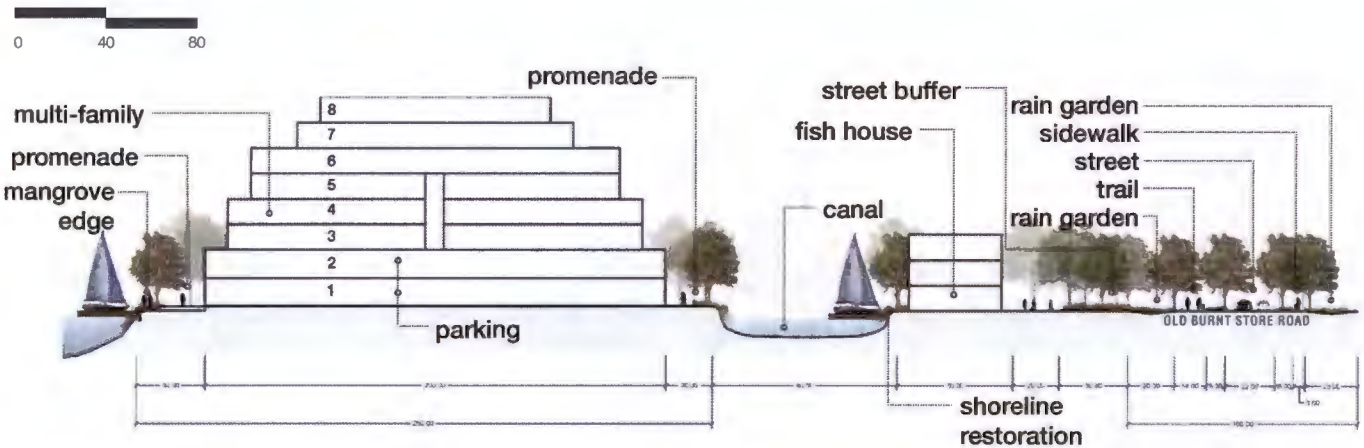 0 40 80
promenade
multi-family
promenade
mangrove
edge
8
7
6
5
4
3
2
1
parking
canal
street buffer
fish house
rain garden
sidewalk
street
trail
rain garden
OLD BURNT STORE ROAD
shoreline
restoration